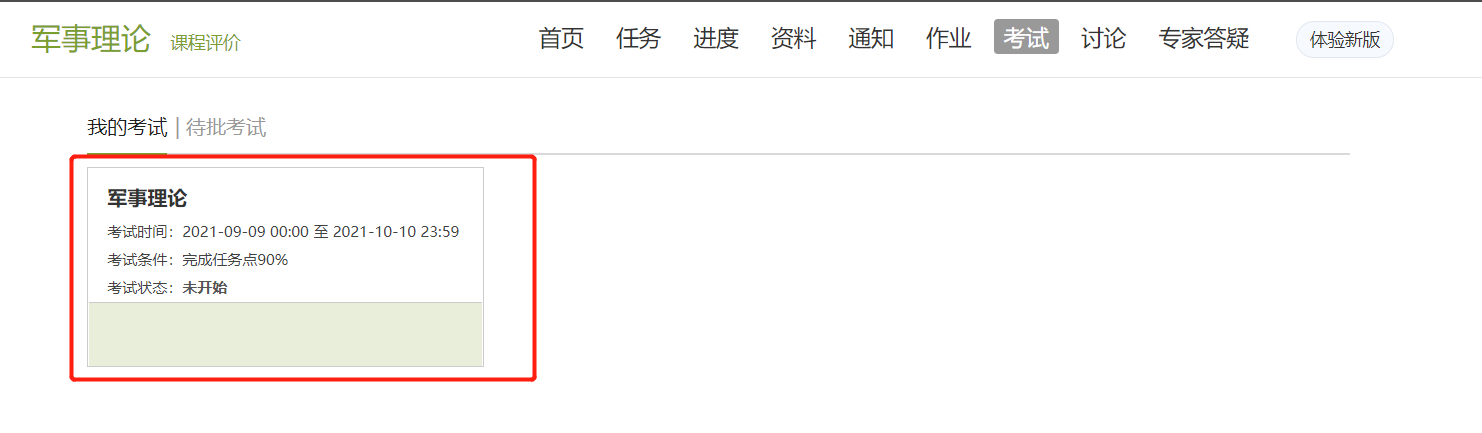 军事理论 课程评价 首页 任务 进度 资料 通知 作业 考试 讨论 专家答疑 体验新版
我的考试 | 待批考试
军事理论
考试时间：2021-09-09 00:00 至 2021-10-10 23:59
考试条件：完成任务点90%
考试状态：未开始